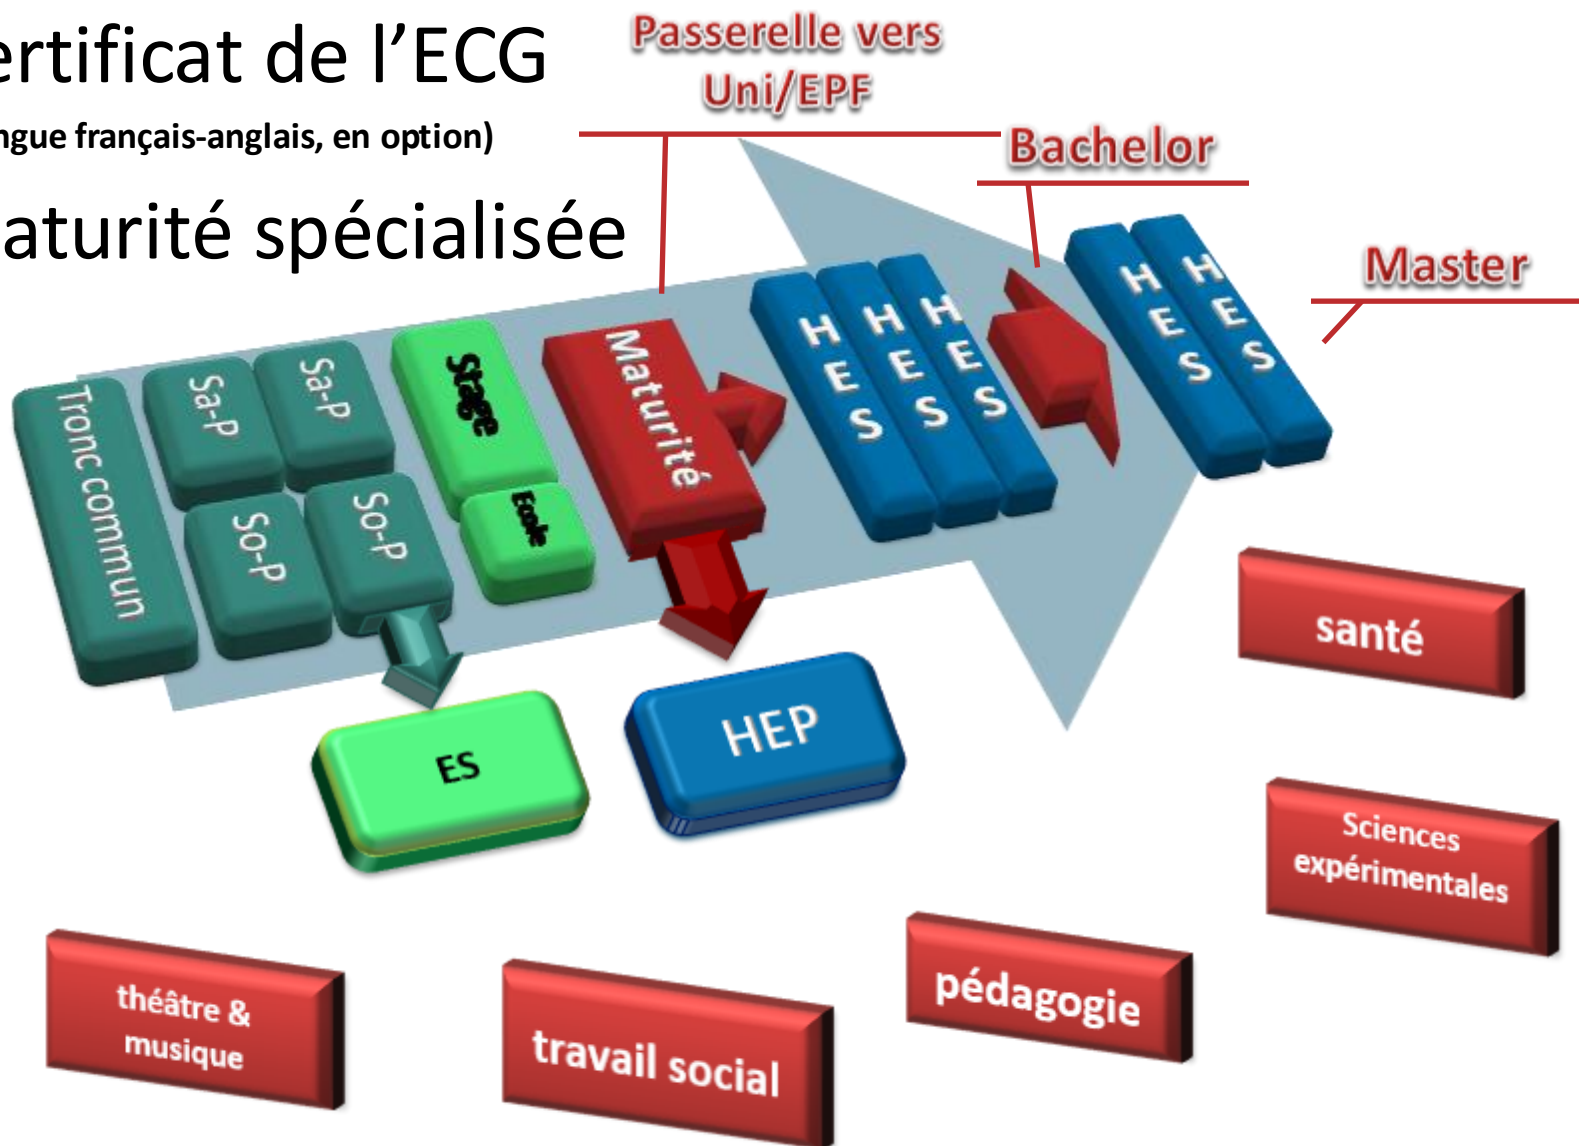 ertificat de l’ECG
ngue français-anglais, en option)
aturité spécialisée
Passerelle vers
Uni/EPF
Bachelor
Master
Tronc commun
Sa-P
Sa-P
So-P
So-P
Stage
Ecole
Maturité
HES
HES
HES
HES
HES
ES
HEP
santé
Sciences
expérimentales
pédagogie
travail social
théâtre &
musique